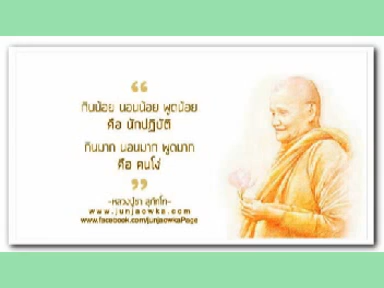 “
กินน้อย นอนน้อย พูดน้อย
คือ นักปฏิบัติ
กินมาก นอนมาก พูดมาก
คือ คนโง่
”
-หลวงปู่ชา สุภัทโท-
www.junjaowka.com
www.facebook.com/junjaowkaPage